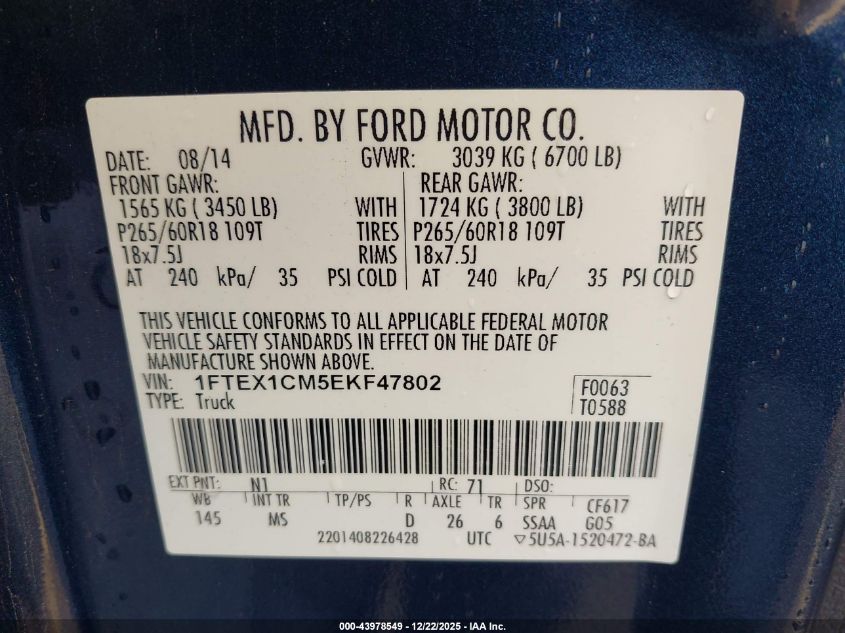 MFD. BY FORD MOTOR CO.
DATE: 08/14 GVWR: 3039 KG ( 6700 LB)
FRONT GAWR: REAR GAWR:
1565 KG ( 3450 LB) WITH 1724 KG ( 3800 LB) WITH
P265/60R18 109T TIRES P265/60R18 109T TIRES
18x7.5J RIMS 18x7.5J RIMS
AT 240 kPa/ 35 PSI COLD AT 240 kPa/ 35 PSI COLD
THIS VEHICLE CONFORMS TO ALL APPLICABLE FEDERAL MOTOR
VEHICLE SAFETY STANDARDS IN EFFECT ON THE DATE OF
MANUFACTURE SHOWN ABOVE.
VIN: 1FTEX1CM5EKF47802 F0063
TYPE: Truck T0588
EXT PNT: N1 RC: 71 DSO:
WB INT TR TP/PS R AXLE TR SPR CF617
145 MS D 26 6 SSAA G05
2201408226428 UTC ▽5U5A-1520472-BA
000-43978549 - 12/22/2025 - IAA Inc.